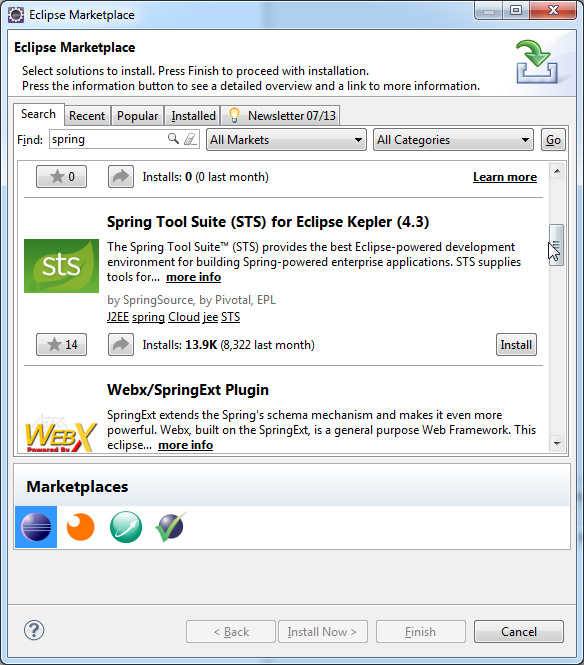 Eclipse Marketplace
Eclipse Marketplace
Select solutions to install. Press Finish to proceed with installation.
Press the information button to see a detailed overview and a link to more information.
Search Recent Popular Installed Newsletter 07/13
Find: spring All Markets All Categories Go
0 Installs: 0 (0 last month) Learn more
Spring Tool Suite (STS) for Eclipse Kepler (4.3)
sts
The Spring Tool Suite™ (STS) provides the best Eclipse-powered development
environment for building Spring-powered enterprise applications. STS supplies
tools for... more info
by SpringSource, by Pivotal, EPL
J2EE spring Cloud jee STS
14 Installs: 13.9K (8,322 last month) Install
Webx/SpringExt Plugin
SpringExt extends the Spring's schema mechanism and makes it even more
powerful. Webx, built on the SpringExt, is a general purpose Web Framework. This
eclipse... more info
WEBX
Powered By
Marketplaces
? < Back Install Now > Finish Cancel